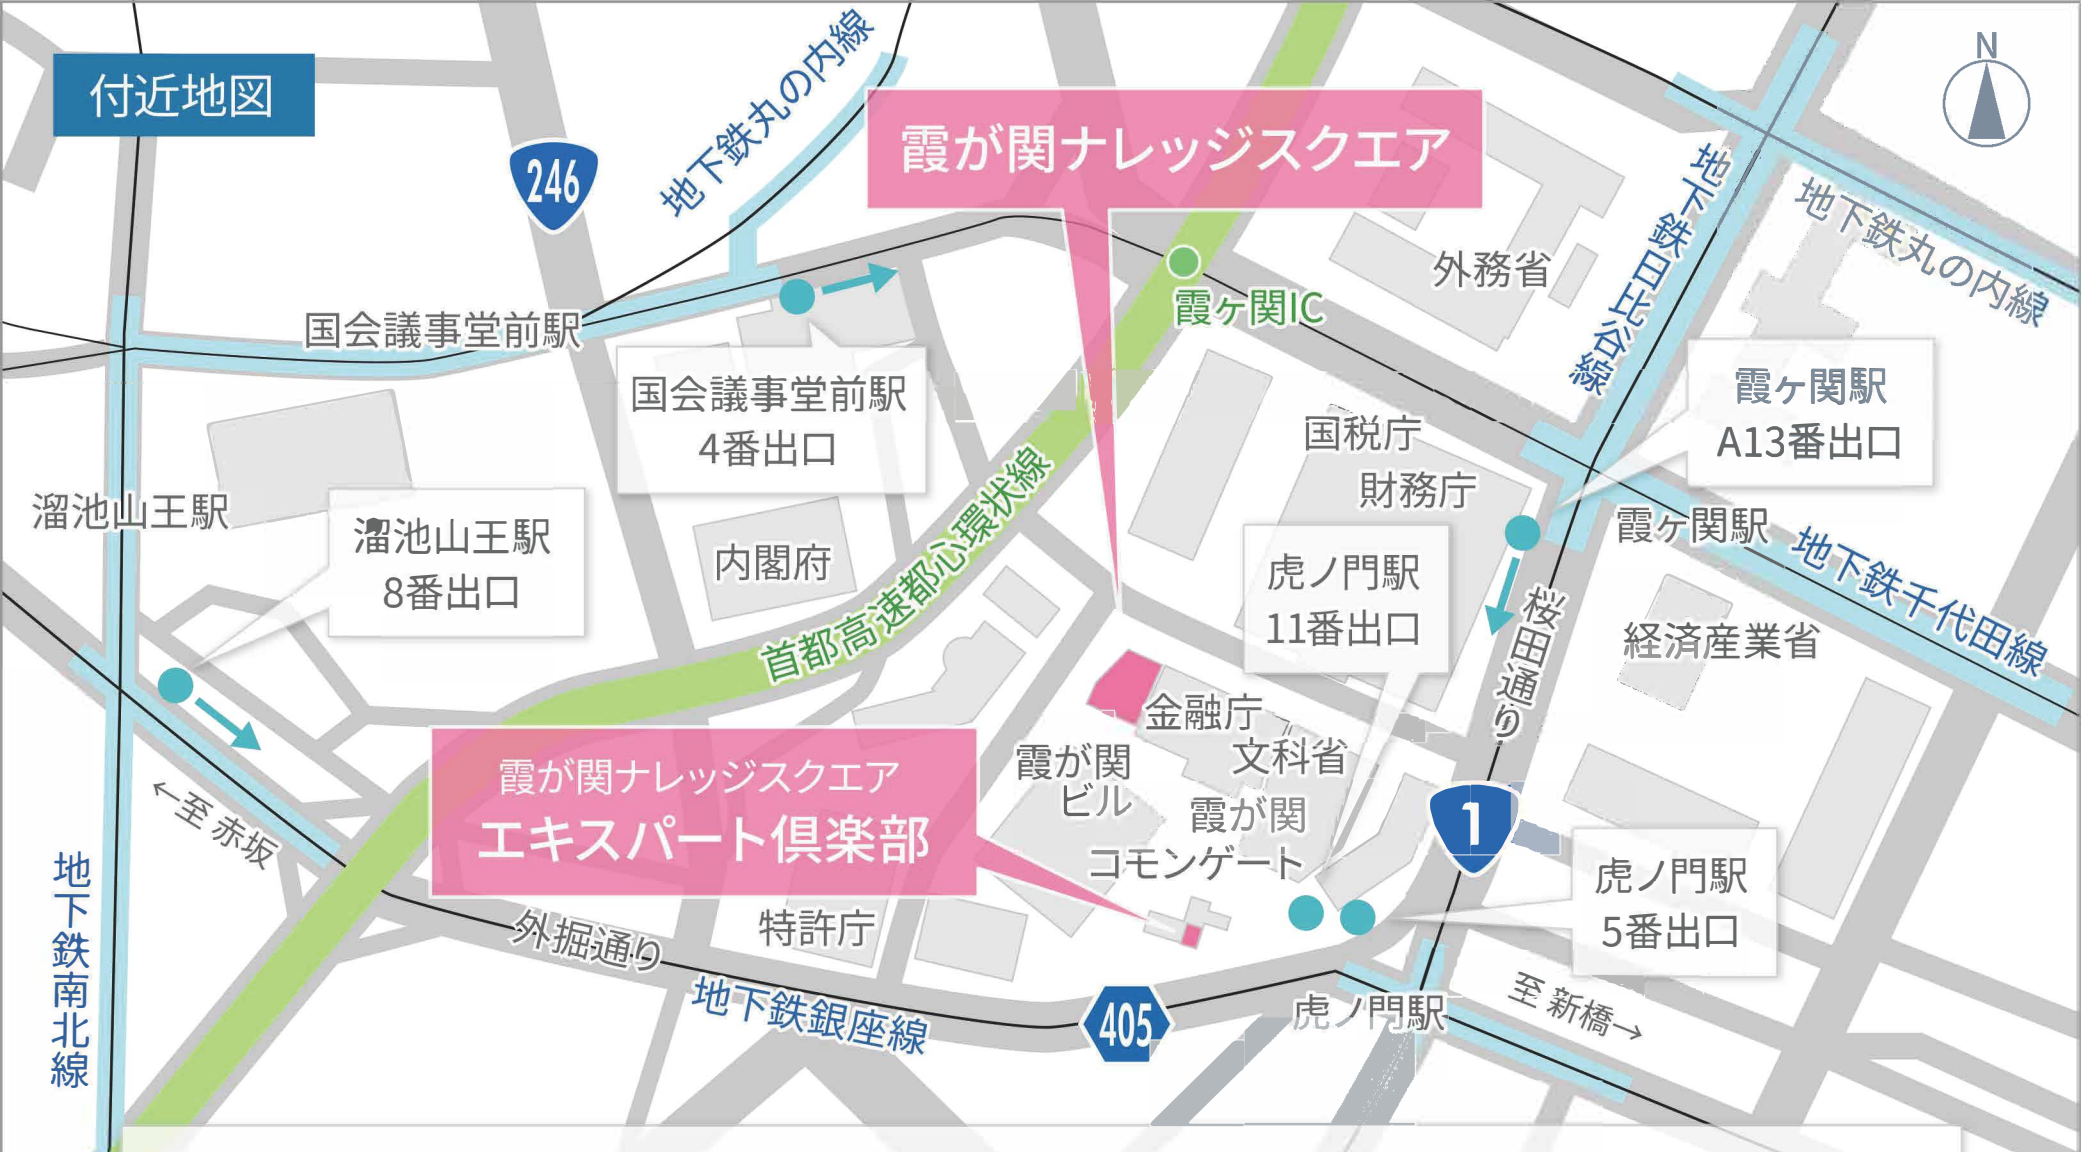 付近地図
N
246
地下鉄丸の内線
霞が関ナレッジスクエア
地下鉄日比谷線
地下鉄丸の内線
外務省
霞ヶ関IC
国会議事堂前駅
国会議事堂前駅
4番出口
霞ヶ関駅
A13番出口
国税庁
財務庁
首都高速都心環状線
溜池山王駅
溜池山王駅
8番出口
内閣府
虎ノ門駅
11番出口
霞ヶ関駅
地下鉄千代田線
桜田通り
経済産業省
金融庁
文科省
霞が関
ビル
霞が関
コモンゲート
霞が関ナレッジスクエア
エキスパート倶楽部
←至 赤坂
1
虎ノ門駅
5番出口
地下鉄南北線
外堀通り
特許庁
地下鉄銀座線
405
虎ノ門駅
至 新橋→